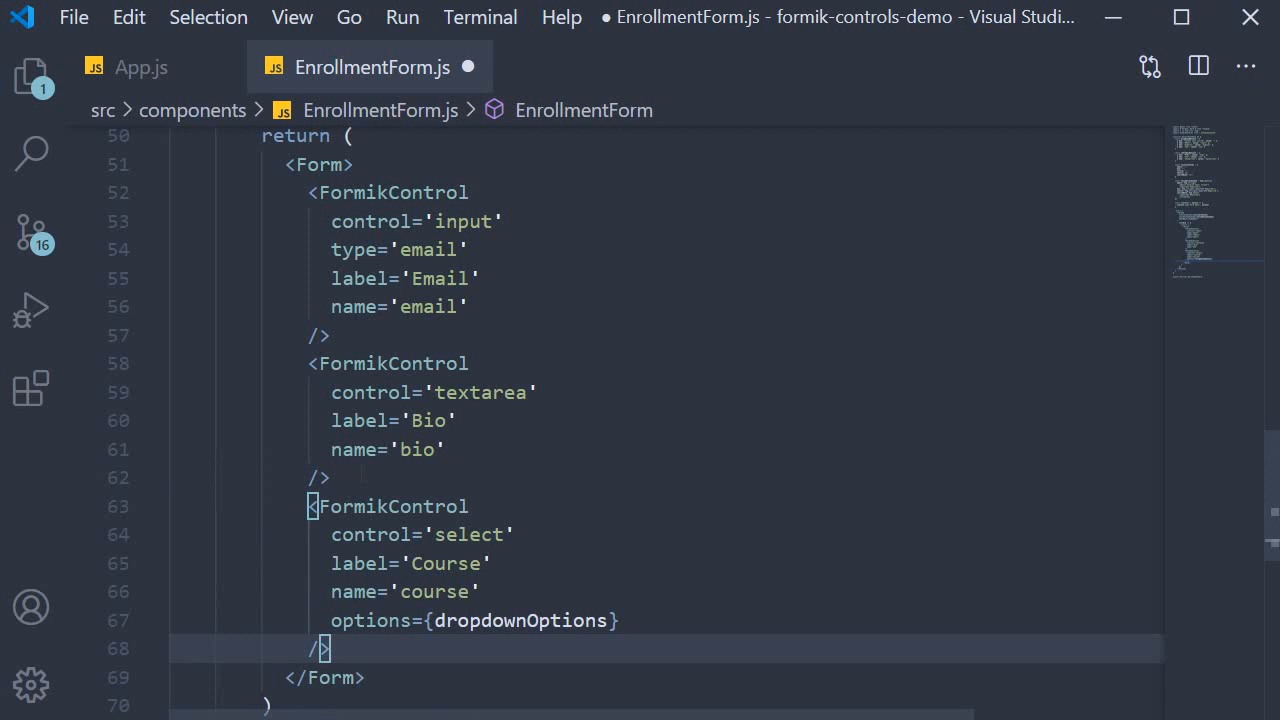 File Edit Selection View Go Run Terminal Help ● EnrollmentForm.js - formik-controls-demo - Visual Studi...
JS App.js JS EnrollmentForm.js
src > components > JS EnrollmentForm.js > EnrollmentForm
1
16
50 return (
51 <Form>
52 <FormikControl
53 control='input'
54 type='email'
55 label='Email'
56 name='email'
57 />
58 <FormikControl
59 control='textarea'
60 label='Bio'
61 name='bio'
62 />
63 <FormikControl
64 control='select'
65 label='Course'
66 name='course'
67 options={dropdownOptions}
68 />
69 </Form>
70 )